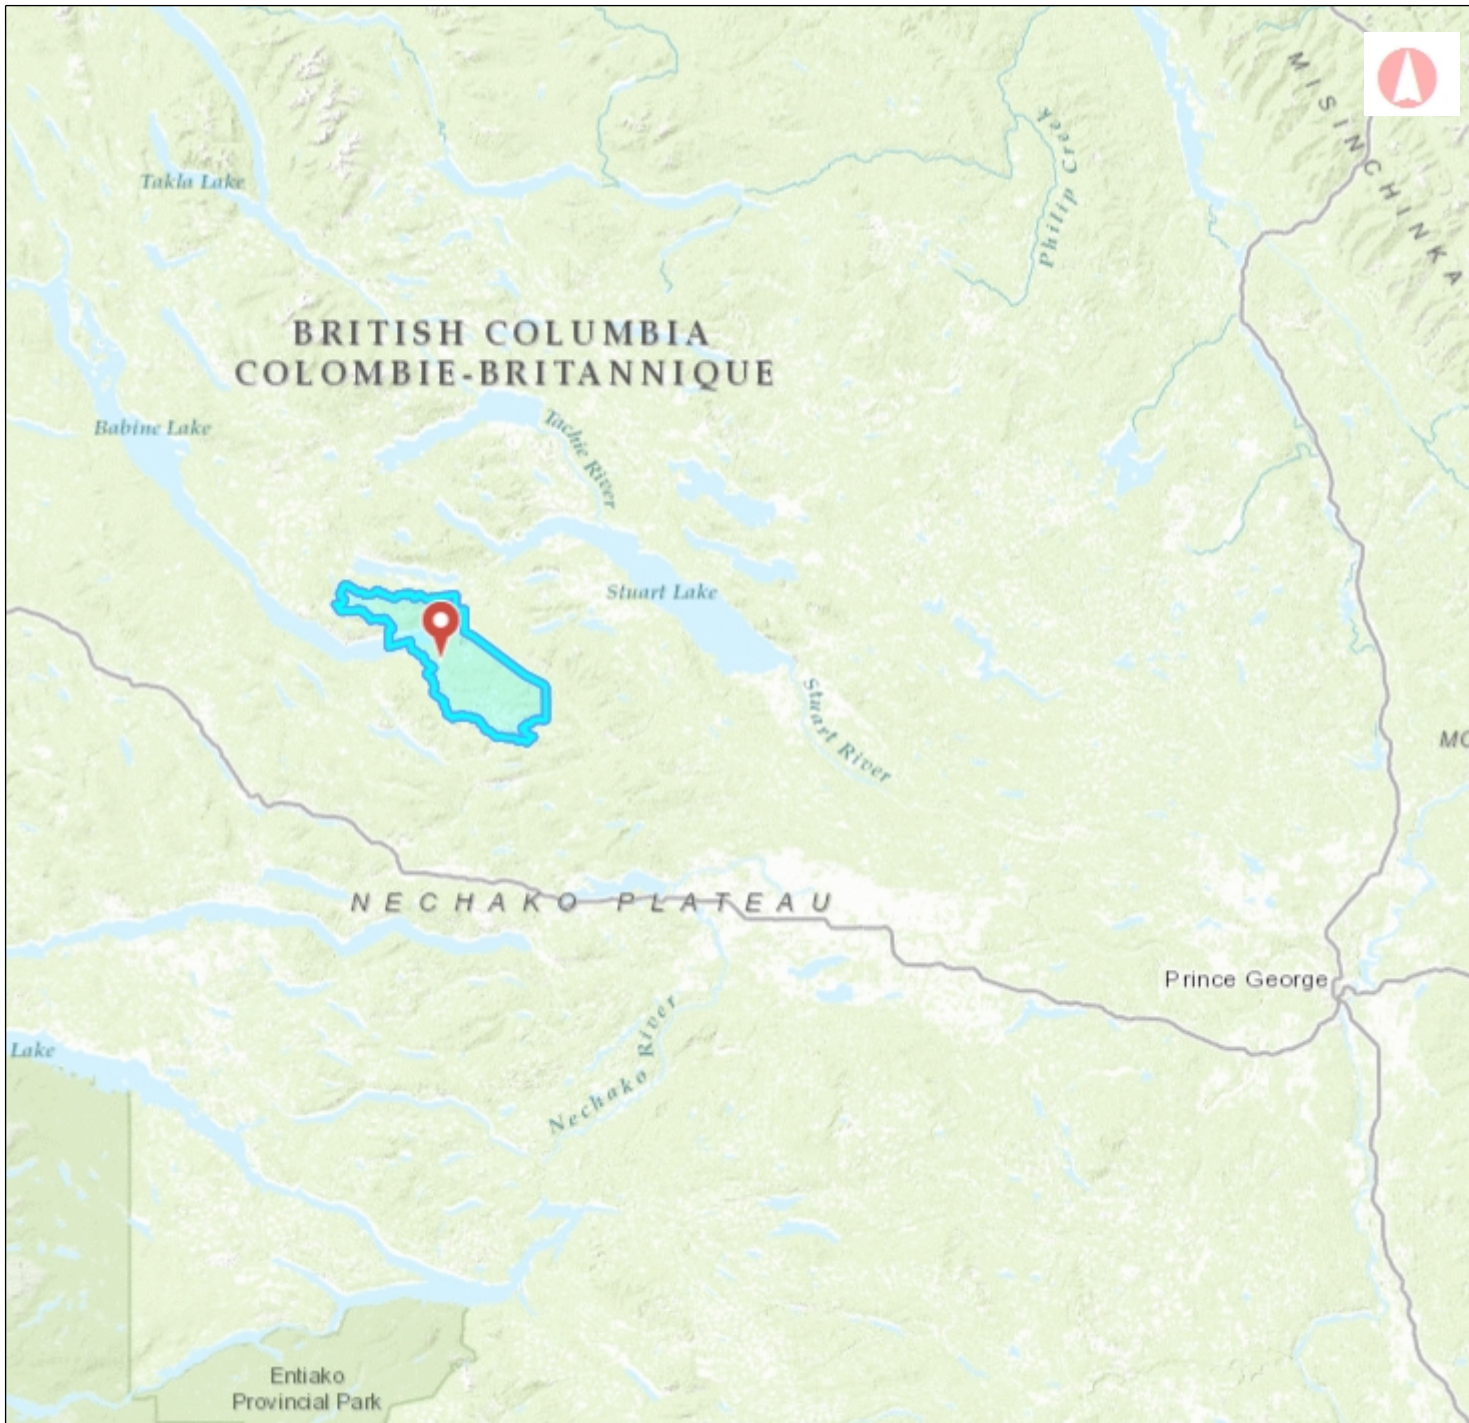 MISINCHINKA
Philip Creek
Takla Lake
BRITISH COLUMBIA
COLOMBIE-BRITANNIQUE
Babine Lake
Tachie River
Stuart Lake
Stuart River
MO
NECHAKO PLATEAU
Prince George
Nechako River
Lake
Entiako
Provincial Park